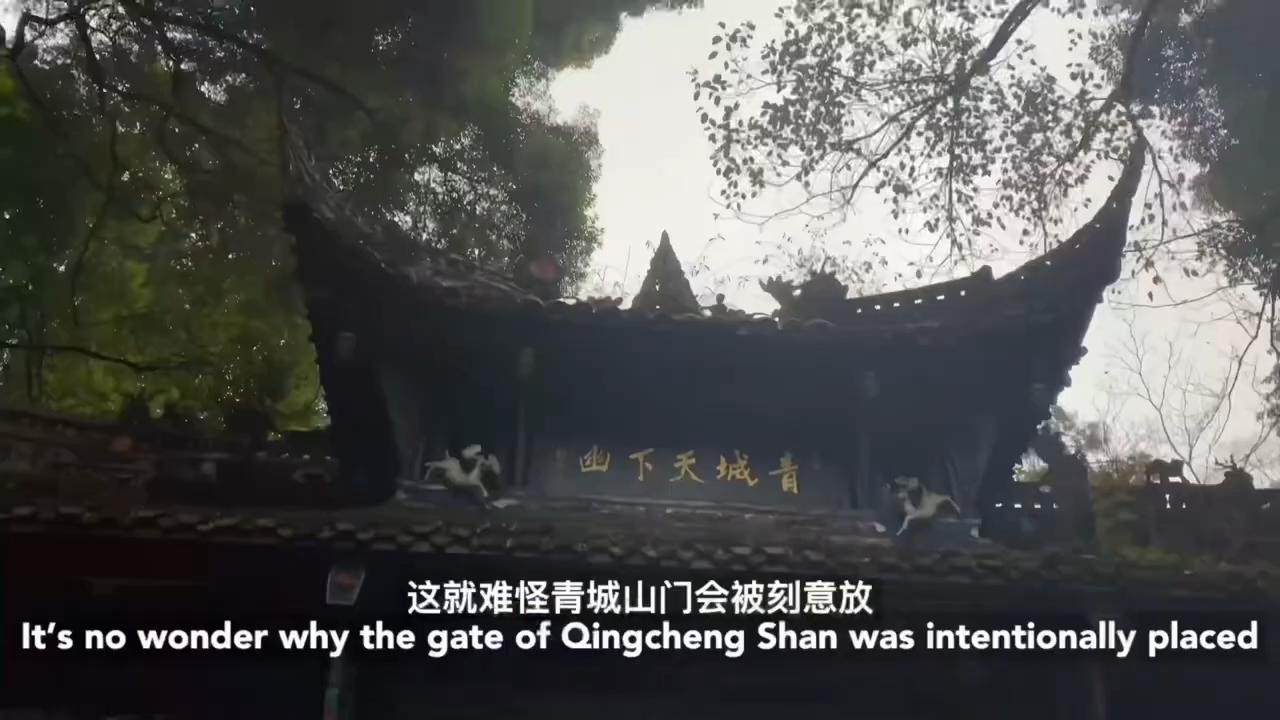 青城天下幽
这就难怪青城山门会被刻意放
It's no wonder why the gate of Qingcheng Shan was intentionally placed